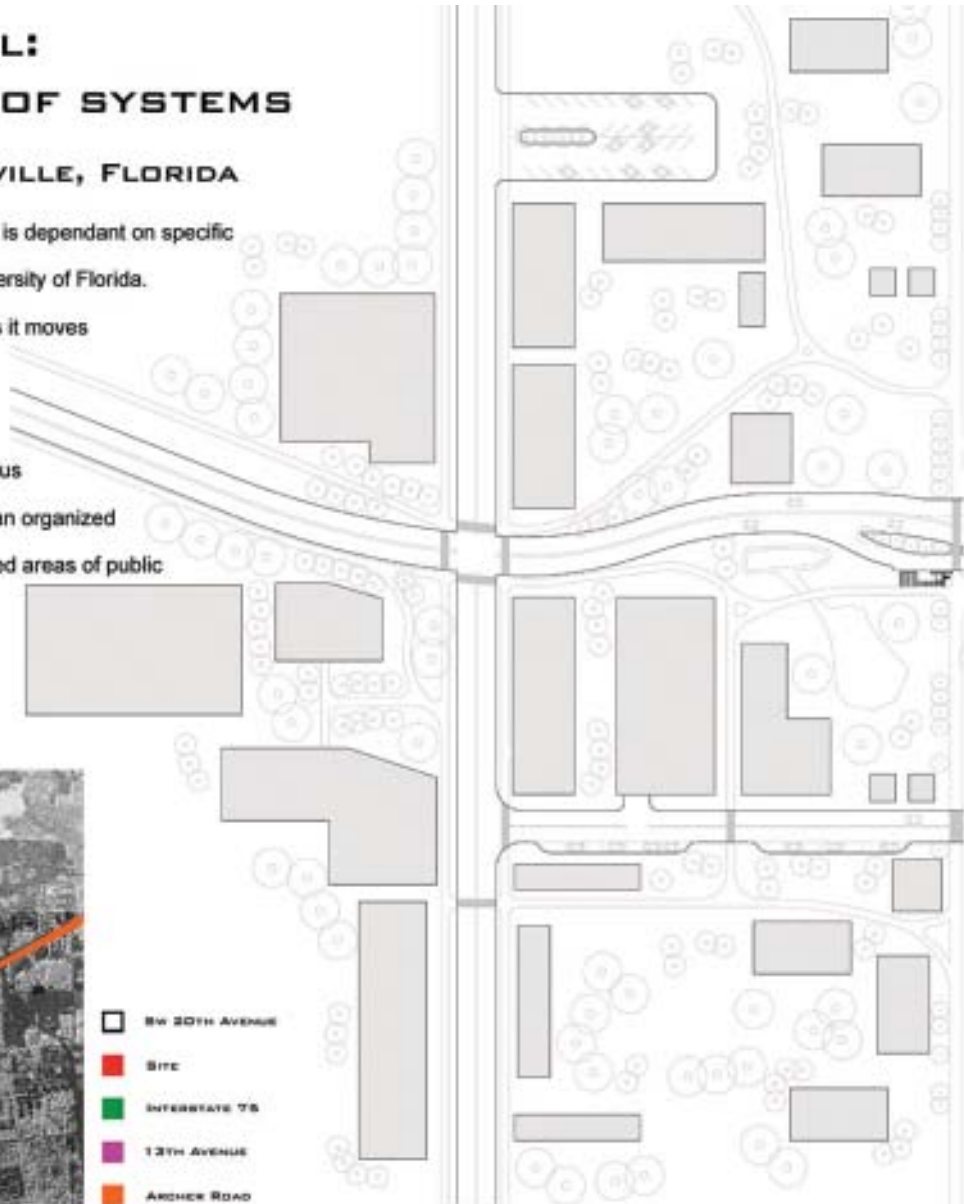 L:
OF SYSTEMS
VILLE, FLORIDA
is dependant on specific
ersity of Florida.
s it moves
us
an organized
ed areas of public
SW 20TH AVENUE
SITE
INTERSTATE 75
13TH AVENUE
ARCHER ROAD